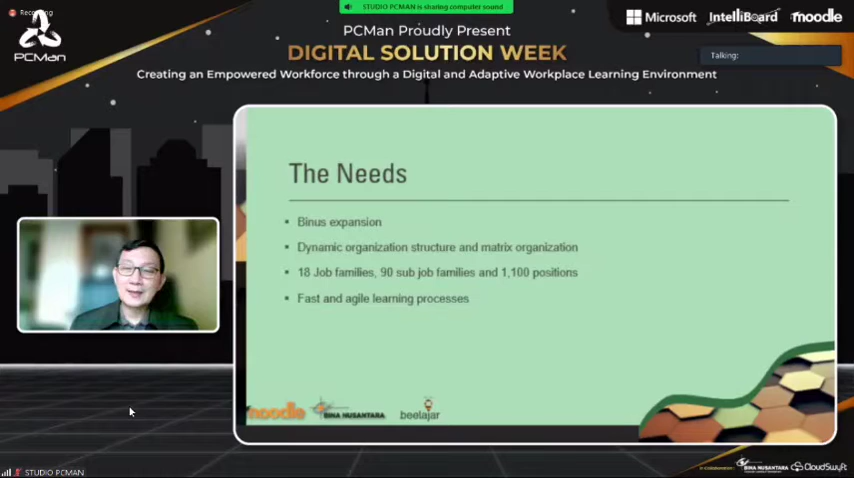 Recording
STUDIO PCMAN is sharing computer sound
PCMan
PCMan Proudly Present
DIGITAL SOLUTION WEEK
Creating an Empowered Workforce through a Digital and Adaptive Workplace Learning Environment
Microsoft
IntelliBoard
moodle
Talking:
The Needs
▪ Binus expansion
▪ Dynamic organization structure and matrix organization
▪ 18 Job families, 90 sub job families and 1,100 positions
▪ Fast and agile learning processes
moodle
BINA NUSANTARA
beelajar
STUDIO PCMAN
BINA NUSANTARA
CloudSwyft